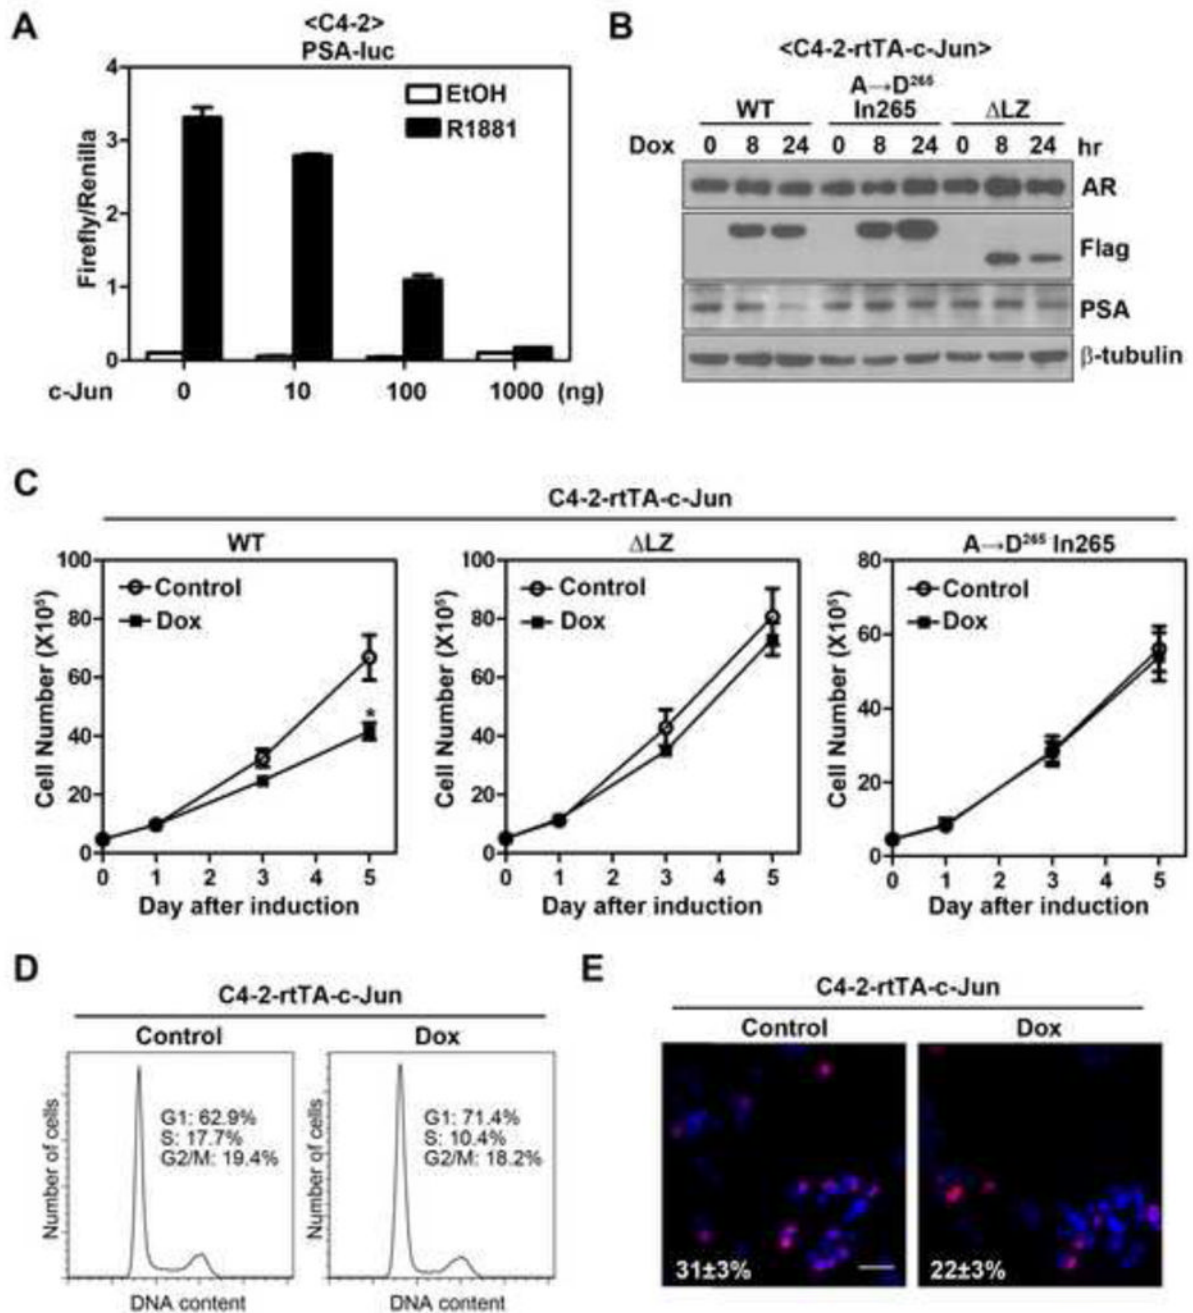 A
<C4-2>
PSA-luc
EtOH
R1881
Firefly/Renilla
4
3
2
1
0
c-Jun 0 10 100 1000 (ng)
B
<C4-2-rtTA-c-Jun>
A→D²⁶⁵
WT In265 ΔLZ
Dox 0 8 24 0 8 24 0 8 24 hr
AR
Flag
PSA
β-tubulin
C
C4-2-rtTA-c-Jun
WT
Control
Dox
Cell Number (X10⁵)
100
80
60
40
20
0
*
0 1 2 3 4 5
Day after induction
ΔLZ
Control
Dox
Cell Number (X10⁵)
100
80
60
40
20
0
0 1 2 3 4 5
Day after induction
A→D²⁶⁵ In265
Control
Dox
Cell Number (X10⁵)
80
60
40
20
0
0 1 2 3 4 5
Day after induction
D
C4-2-rtTA-c-Jun
Control
Number of cells
G1: 62.9%
S: 17.7%
G2/M: 19.4%
DNA content
Dox
Number of cells
G1: 71.4%
S: 10.4%
G2/M: 18.2%
DNA content
E
C4-2-rtTA-c-Jun
Control Dox
31±3% 22±3%